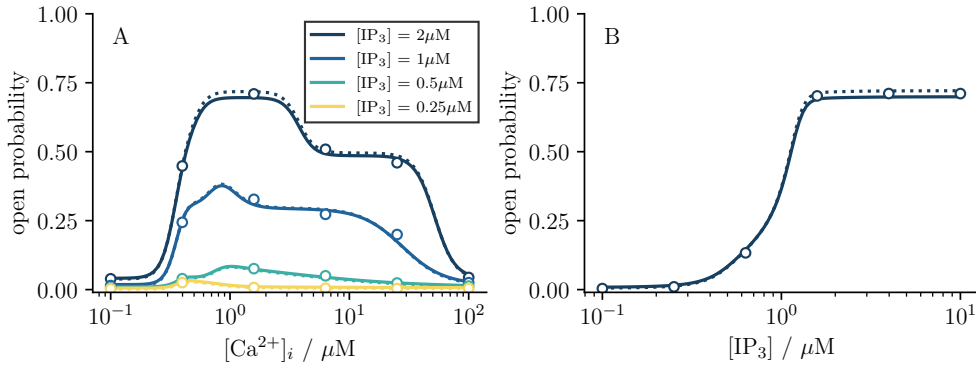 A
[IP₃] = 2μM
[IP₃] = 1μM
[IP₃] = 0.5μM
[IP₃] = 0.25μM
1.00
0.75
0.50
0.25
0.00
open probability
10⁻¹ 10⁰ 10¹ 10²
[Ca²⁺]ᵢ / μM
B
1.00
0.75
0.50
0.25
0.00
open probability
10⁻¹ 10⁰ 10¹
[IP₃] / μM